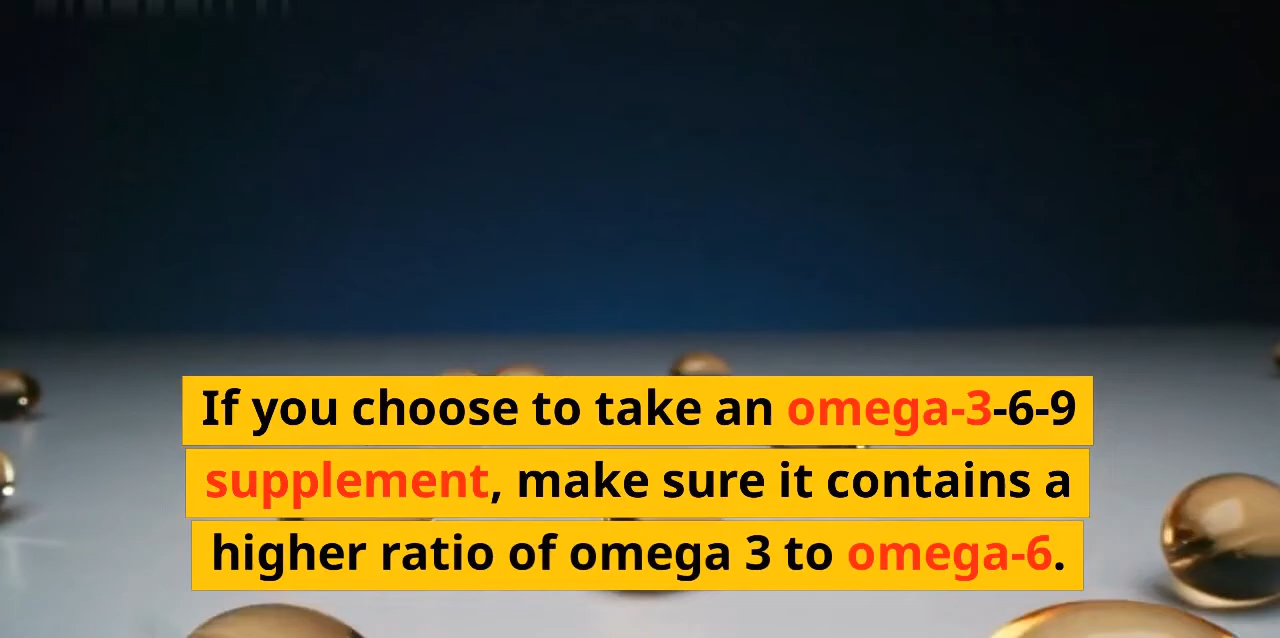 If you choose to take an omega-3-6-9
supplement, make sure it contains a
higher ratio of omega 3 to omega-6.